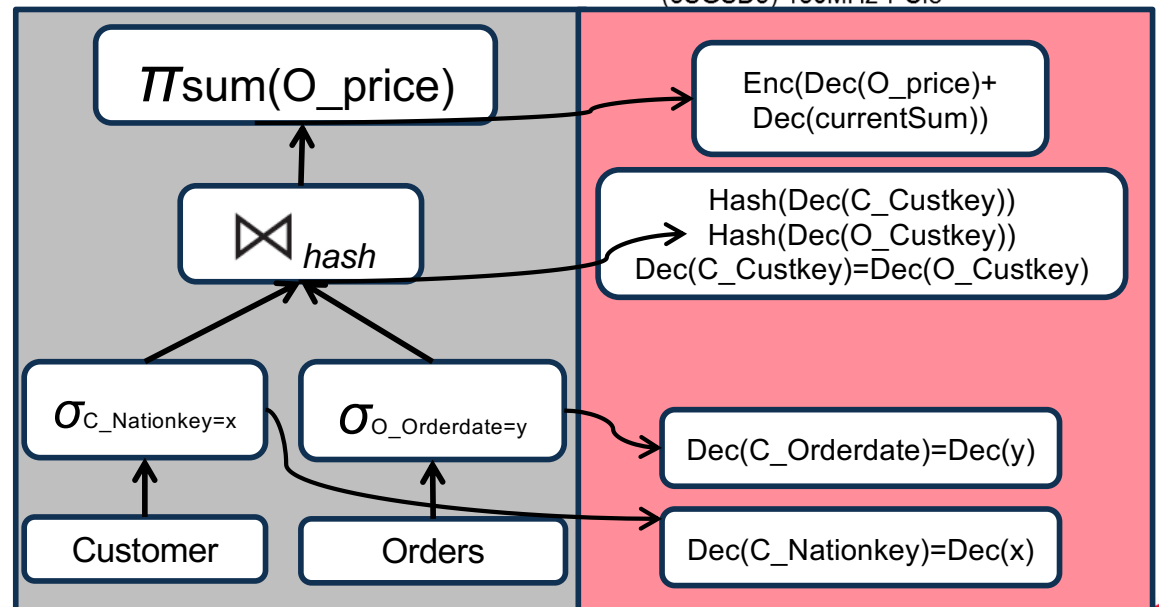 πsum(O_price)
Enc(Dec(O_price)+
Dec(currentSum))
⋈ hash
Hash(Dec(C_Custkey))
Hash(Dec(O_Custkey))
Dec(C_Custkey)=Dec(O_Custkey)
σC_Nationkey=x
σO_Orderdate=y
Dec(C_Orderdate)=Dec(y)
Customer
Orders
Dec(C_Nationkey)=Dec(x)